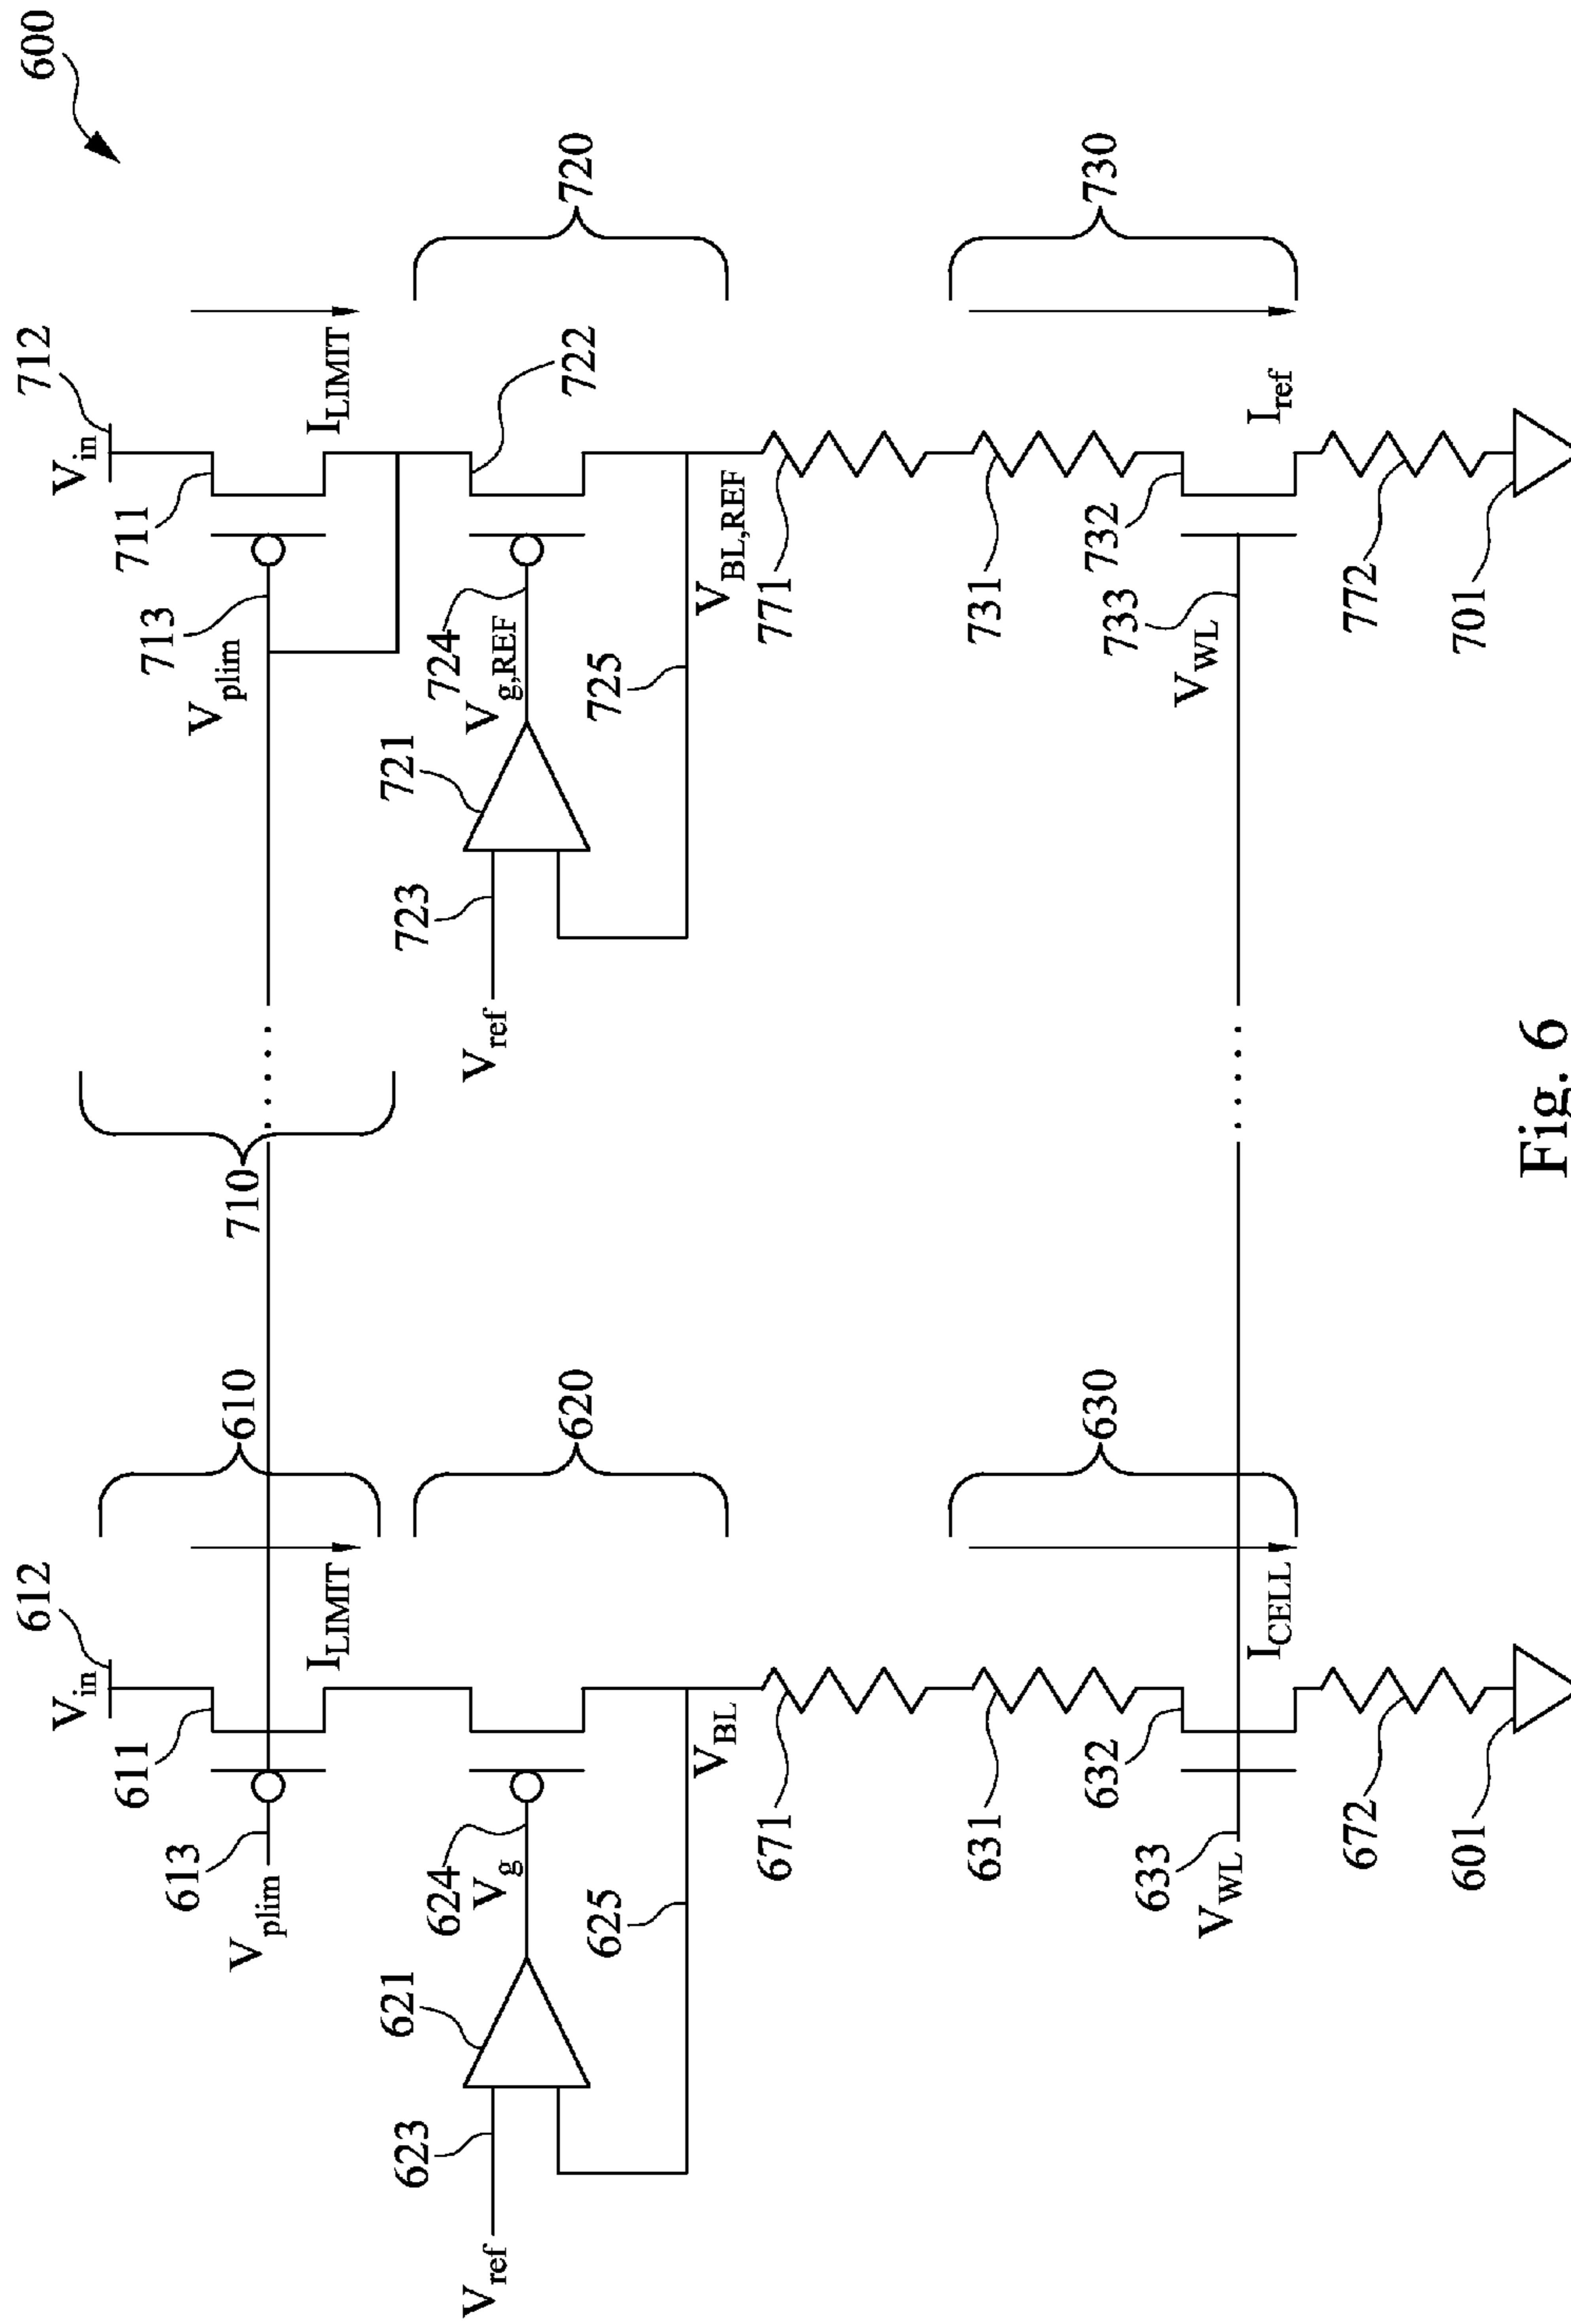 600
612
V_in
611
613
V_plim
I_LIMIT
610
710
712
V_in
711
713
V_plim
I_LIMIT
V_ref
623
621
624
V_g
625
V_BL
620
V_ref
723
721
724
V_g,REF
725
V_BL,REF
722
720
671
631
632
633
V_WL
I_CELL
630
672
601
771
731
732
733
V_WL
I_ref
730
772
701
Fig. 6